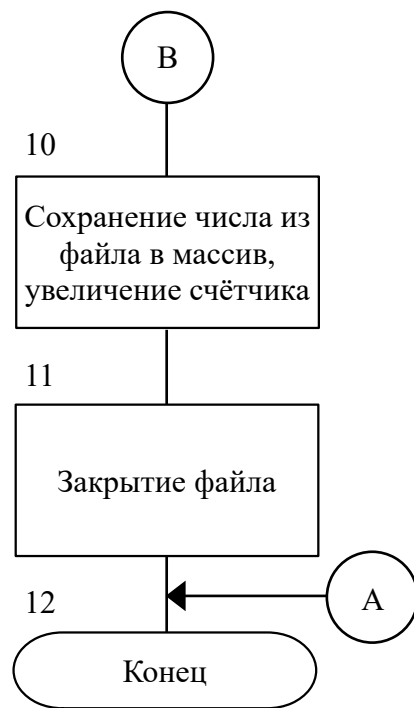 В
10
Сохранение числа из
файла в массив,
увеличение счётчика
11
Закрытие файла
12
А
Конец